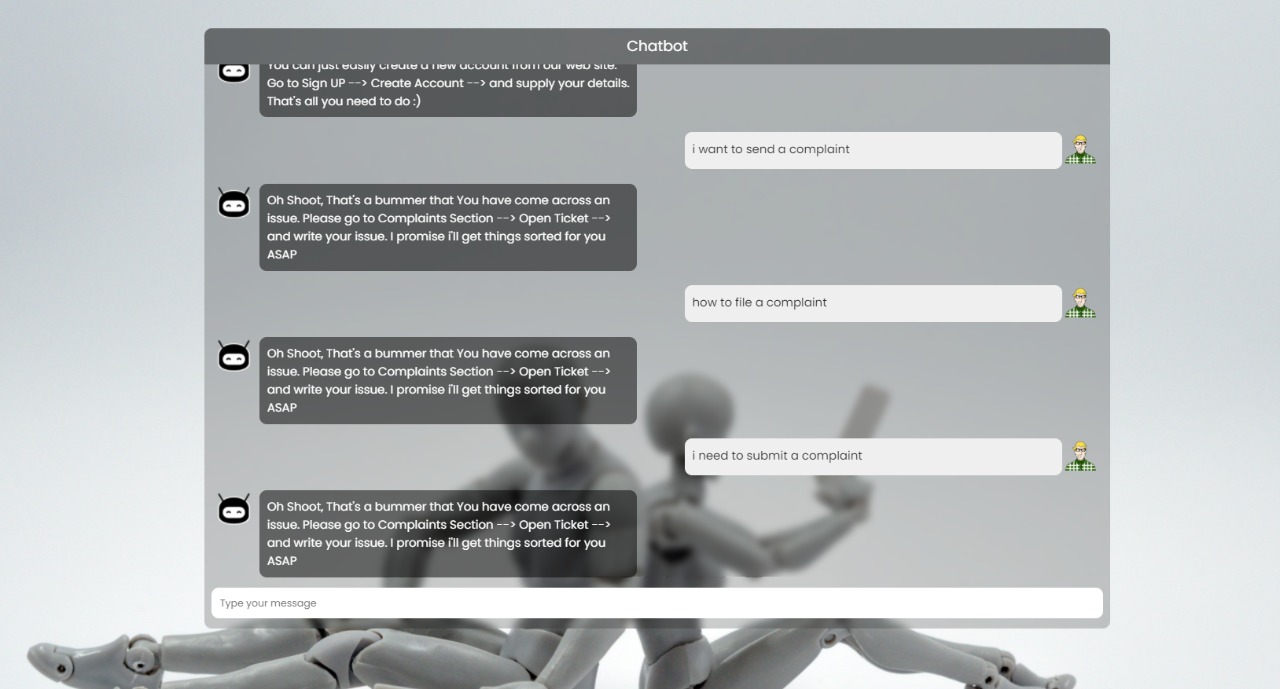 Chatbot
You can just easily create a new account from our web site.
Go to Sign UP --> Create Account --> and supply your details.
That's all you need to do :)
i want to send a complaint
Oh Shoot, That's a bummer that You have come across an
issue. Please go to Complaints Section --> Open Ticket -->
and write your issue. I promise i'll get things sorted for you
ASAP
how to file a complaint
Oh Shoot, That's a bummer that You have come across an
issue. Please go to Complaints Section --> Open Ticket -->
and write your issue. I promise i'll get things sorted for you
ASAP
i need to submit a complaint
Oh Shoot, That's a bummer that You have come across an
issue. Please go to Complaints Section --> Open Ticket -->
and write your issue. I promise i'll get things sorted for you
ASAP
Type your message